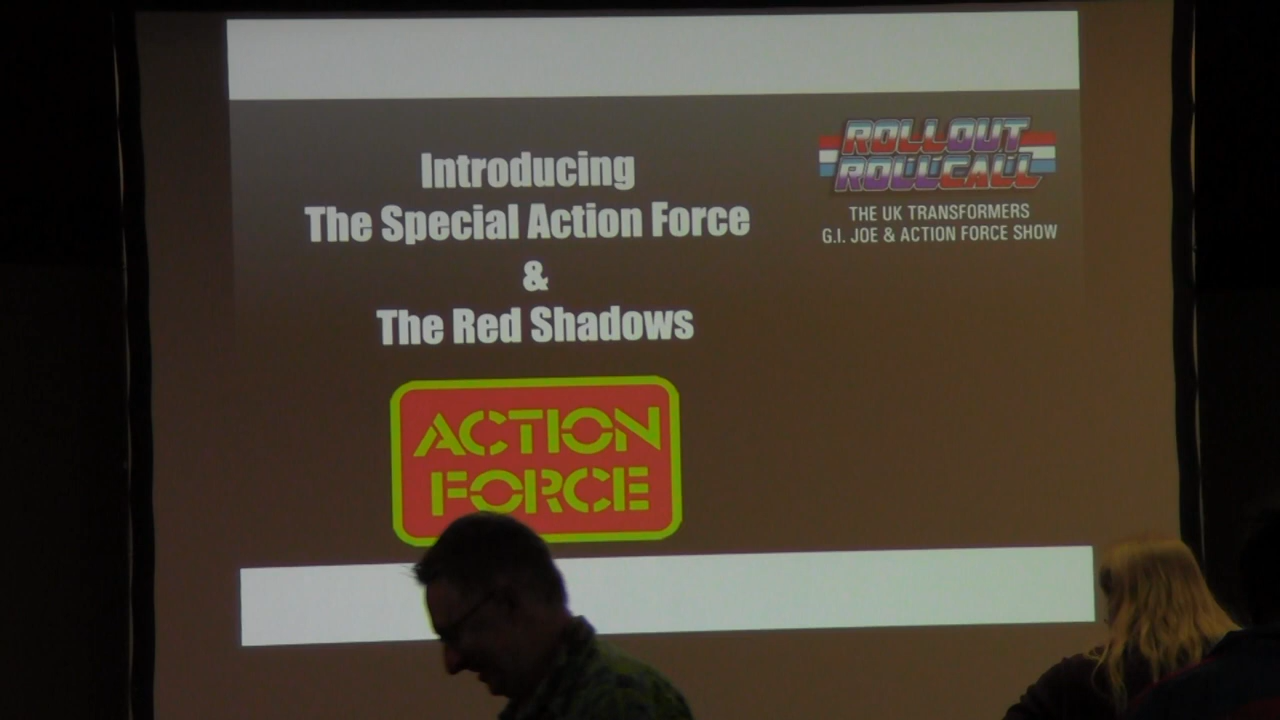 Introducing
The Special Action Force
&
The Red Shadows
ROLLOUT
ROLLCALL
THE UK TRANSFORMERS
G.I. JOE & ACTION FORCE SHOW
ACTION
FORCE